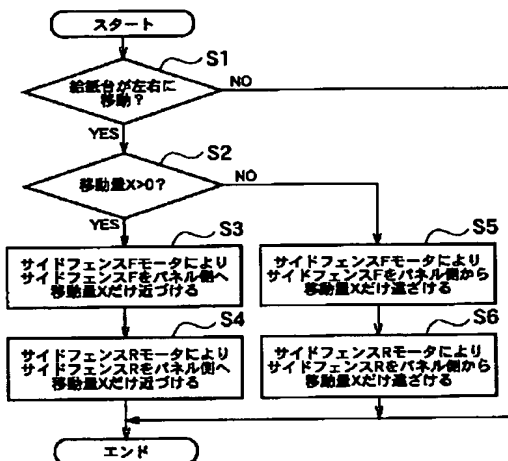 スタート
S1
給紙台が左右に
移動?
NO
YES
S2
移動量X>0?
NO
YES
S3
サイドフェンスFモータにより
サイドフェンスFをパネル側へ
移動量Xだけ近づける
S5
サイドフェンスFモータにより
サイドフェンスFをパネル側から
移動量Xだけ遠ざける
S4
サイドフェンスRモータにより
サイドフェンスRをパネル側へ
移動量Xだけ近づける
S6
サイドフェンスRモータにより
サイドフェンスRをパネル側から
移動量Xだけ遠ざける
エンド